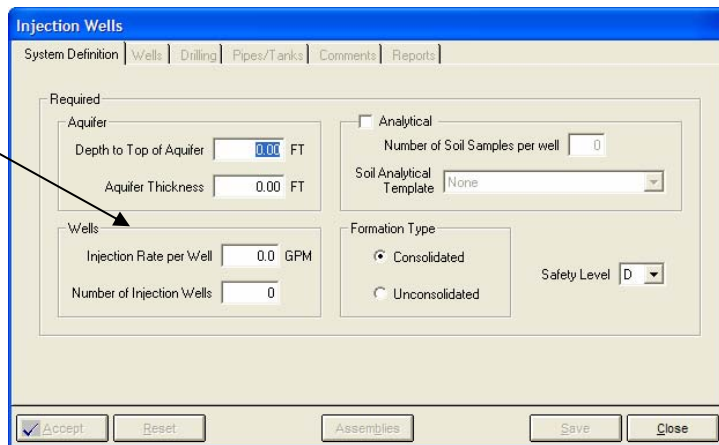 Injection Wells
System Definition Wells Drilling Pipes/Tanks Comments Reports
Required
Aquifer
Depth to Top of Aquifer 0.00 FT
Aquifer Thickness 0.00 FT
Analytical
Number of Soil Samples per well 0
Soil Analytical
Template None
Wells
Injection Rate per Well 0.0 GPM
Number of Injection Wells 0
Formation Type
Consolidated
Unconsolidated
Safety Level D
Accept Reset Assemblies Save Close